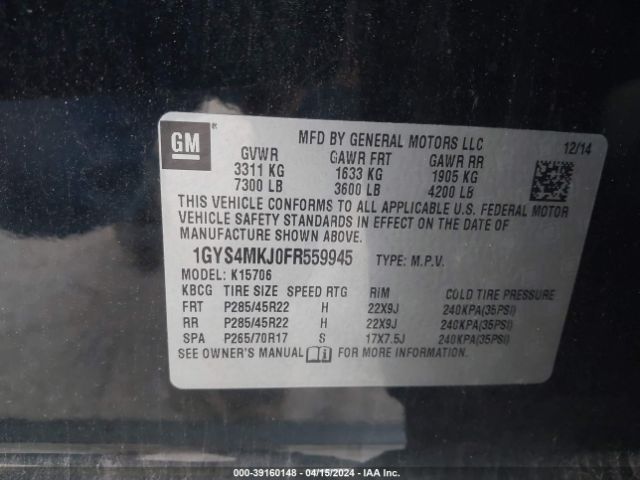 GM ®
MFD BY GENERAL MOTORS LLC 12/14
GVWR GAWR FRT GAWR RR
3311 KG 1633 KG 1905 KG
7300 LB 3600 LB 4200 LB
THIS VEHICLE CONFORMS TO ALL APPLICABLE U.S. FEDERAL MOTOR
VEHICLE SAFETY STANDARDS IN EFFECT ON THE DATE OF
MANUFACTURE SHOWN ABOVE.
1GYS4MKJ0FR559945 TYPE: M.P.V.
MODEL: K15706
KBCG TIRE SIZE SPEED RTG RIM COLD TIRE PRESSURE
FRT P285/45R22 H 22X9J 240KPA(35PSI)
RR P285/45R22 H 22X9J 240KPA(35PSI)
SPA P265/70R17 S 17X7.5J 240KPA(35PSI)
SEE OWNER'S MANUAL FOR MORE INFORMATION.
000-39160148 - 04/15/2024 - IAA Inc.